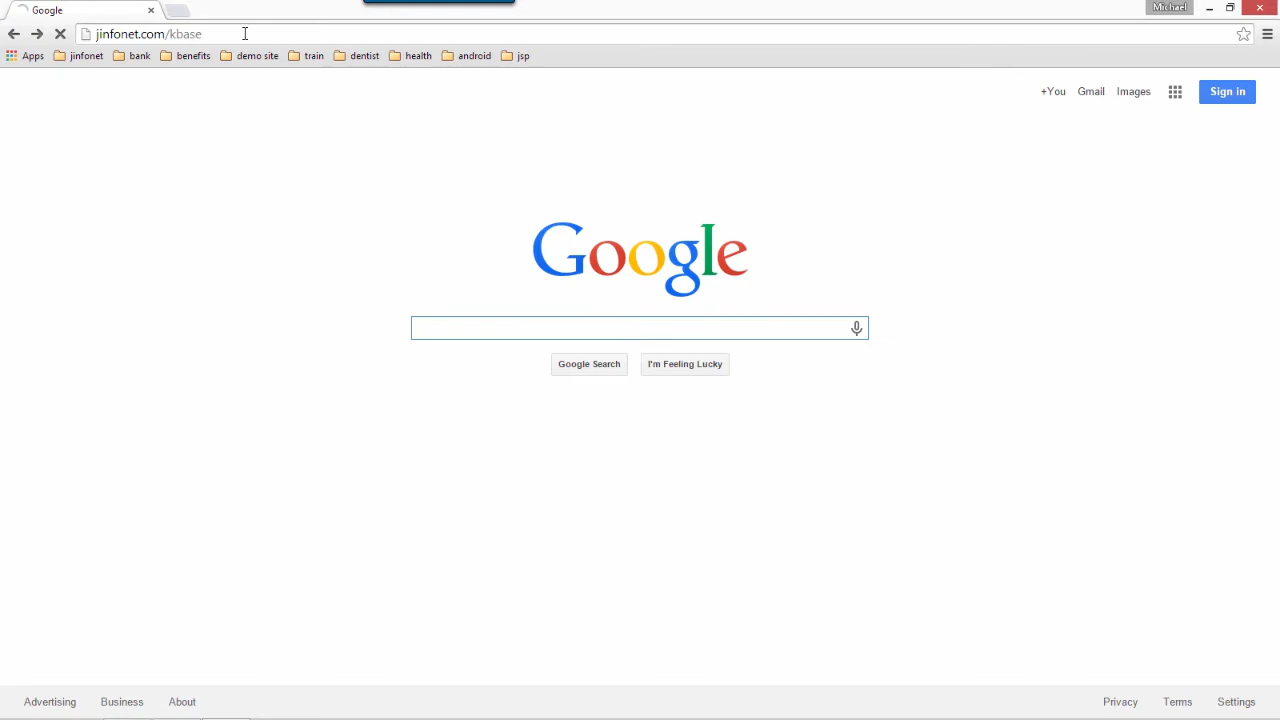 Google
Michael
jinfonet.com/kbase
Apps jinfonet bank benefits demo site train dentist health android jsp
+You Gmail Images Sign in
Google
Google Search I'm Feeling Lucky
Advertising Business About Privacy Terms Settings